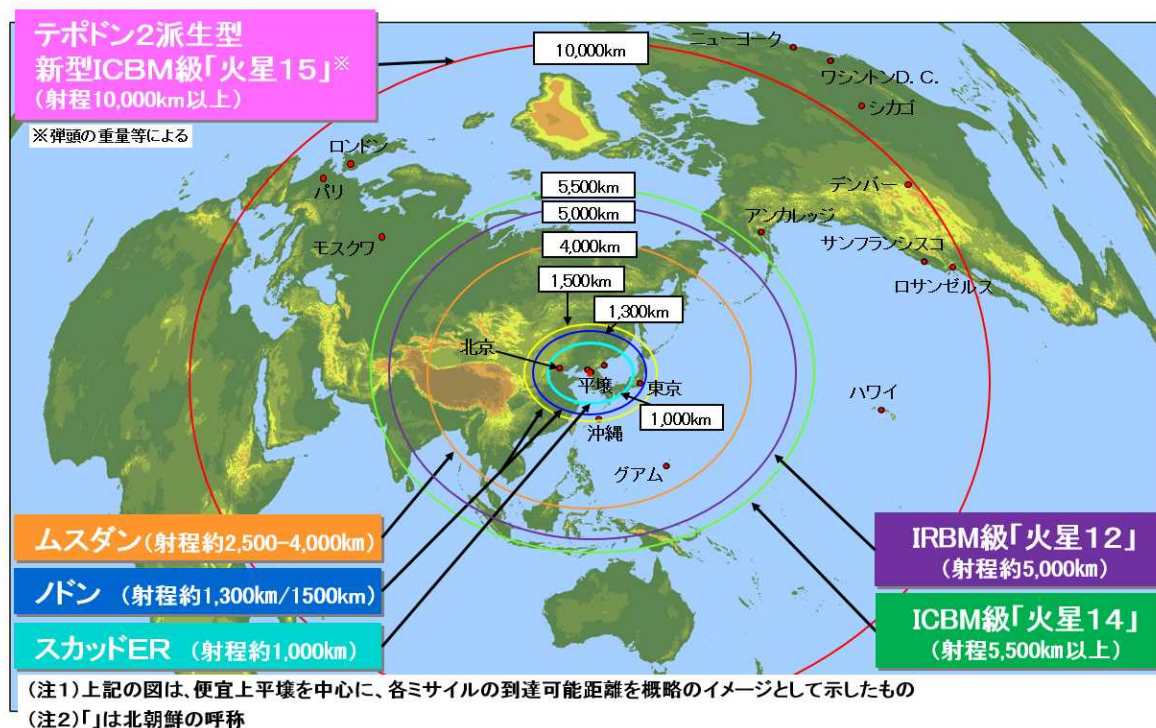 テポドン2派生型
新型ICBM級「火星15」※
(射程10,000km以上)
※弾頭の重量等による
10,000km
ニューヨーク
ワシントンD.C.
シカゴ
ロンドン
パリ
モスクワ
デンバー
アンカレッジ
サンフランシスコ
ロサンゼルス
5,500km
5,000km
4,000km
1,500km
1,300km
北京
平壌
東京
1,000km
沖縄
グアム
ハワイ
ムスダン(射程約2,500-4,000km)
ノドン (射程約1,300km/1500km)
スカッドER (射程約1,000km)
IRBM級「火星12」
(射程約5,000km)
ICBM級「火星14」
(射程5,500km以上)
(注1)上記の図は、便宜上平壌を中心に、各ミサイルの到達可能距離を概略のイメージとして示したもの
(注2)「」は北朝鮮の呼称